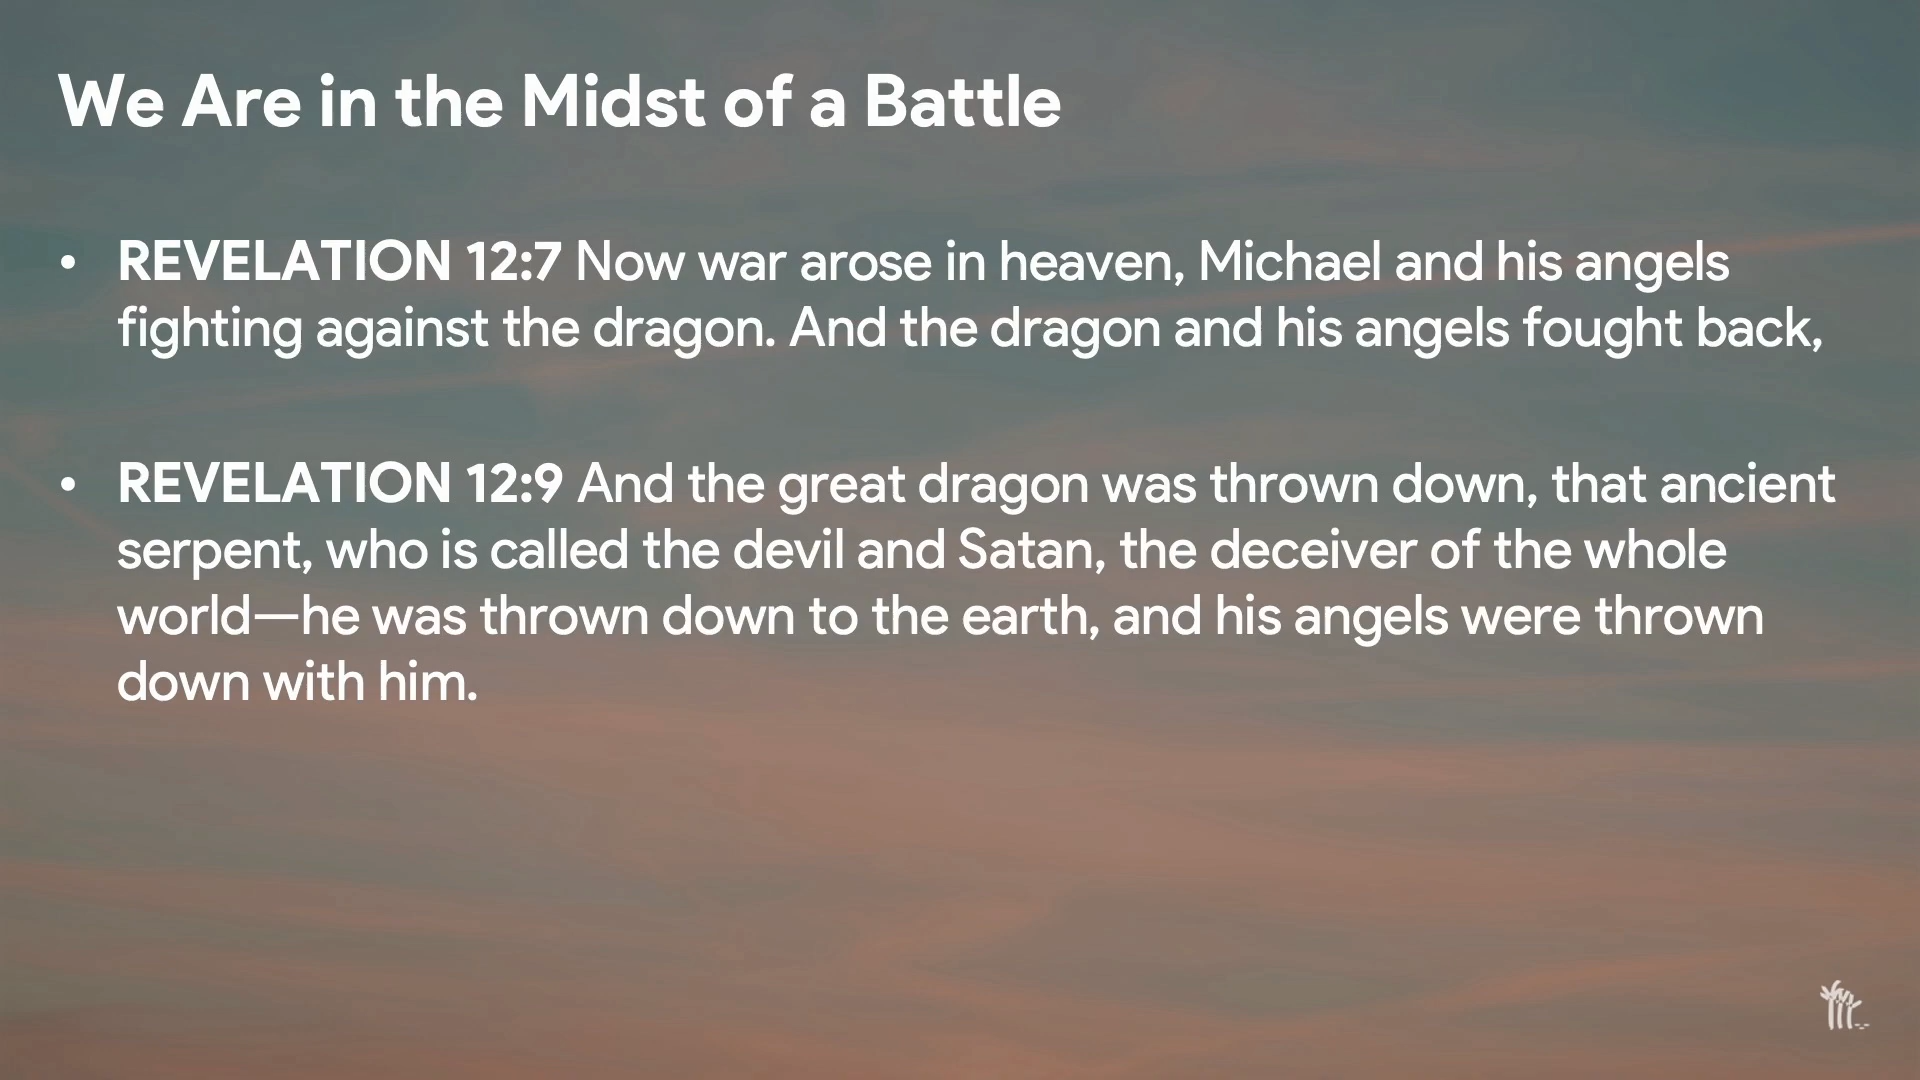 We Are in the Midst of a Battle
• REVELATION 12:7 Now war arose in heaven, Michael and his angels
fighting against the dragon. And the dragon and his angels fought back,
• REVELATION 12:9 And the great dragon was thrown down, that ancient
serpent, who is called the devil and Satan, the deceiver of the whole
world—he was thrown down to the earth, and his angels were thrown
down with him.